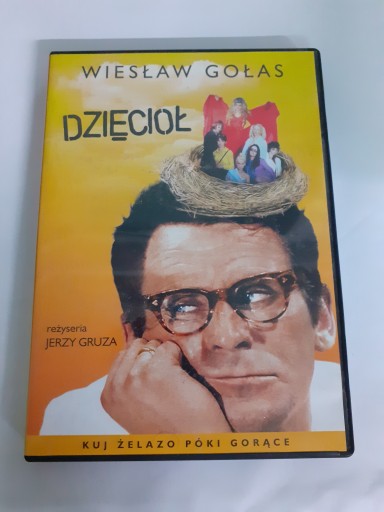 WIESŁAW GOŁAS
DZIĘCIOŁ
reżyseria
JERZY GRUZA
KUJ ŻELAZO PÓKI GORĄCE